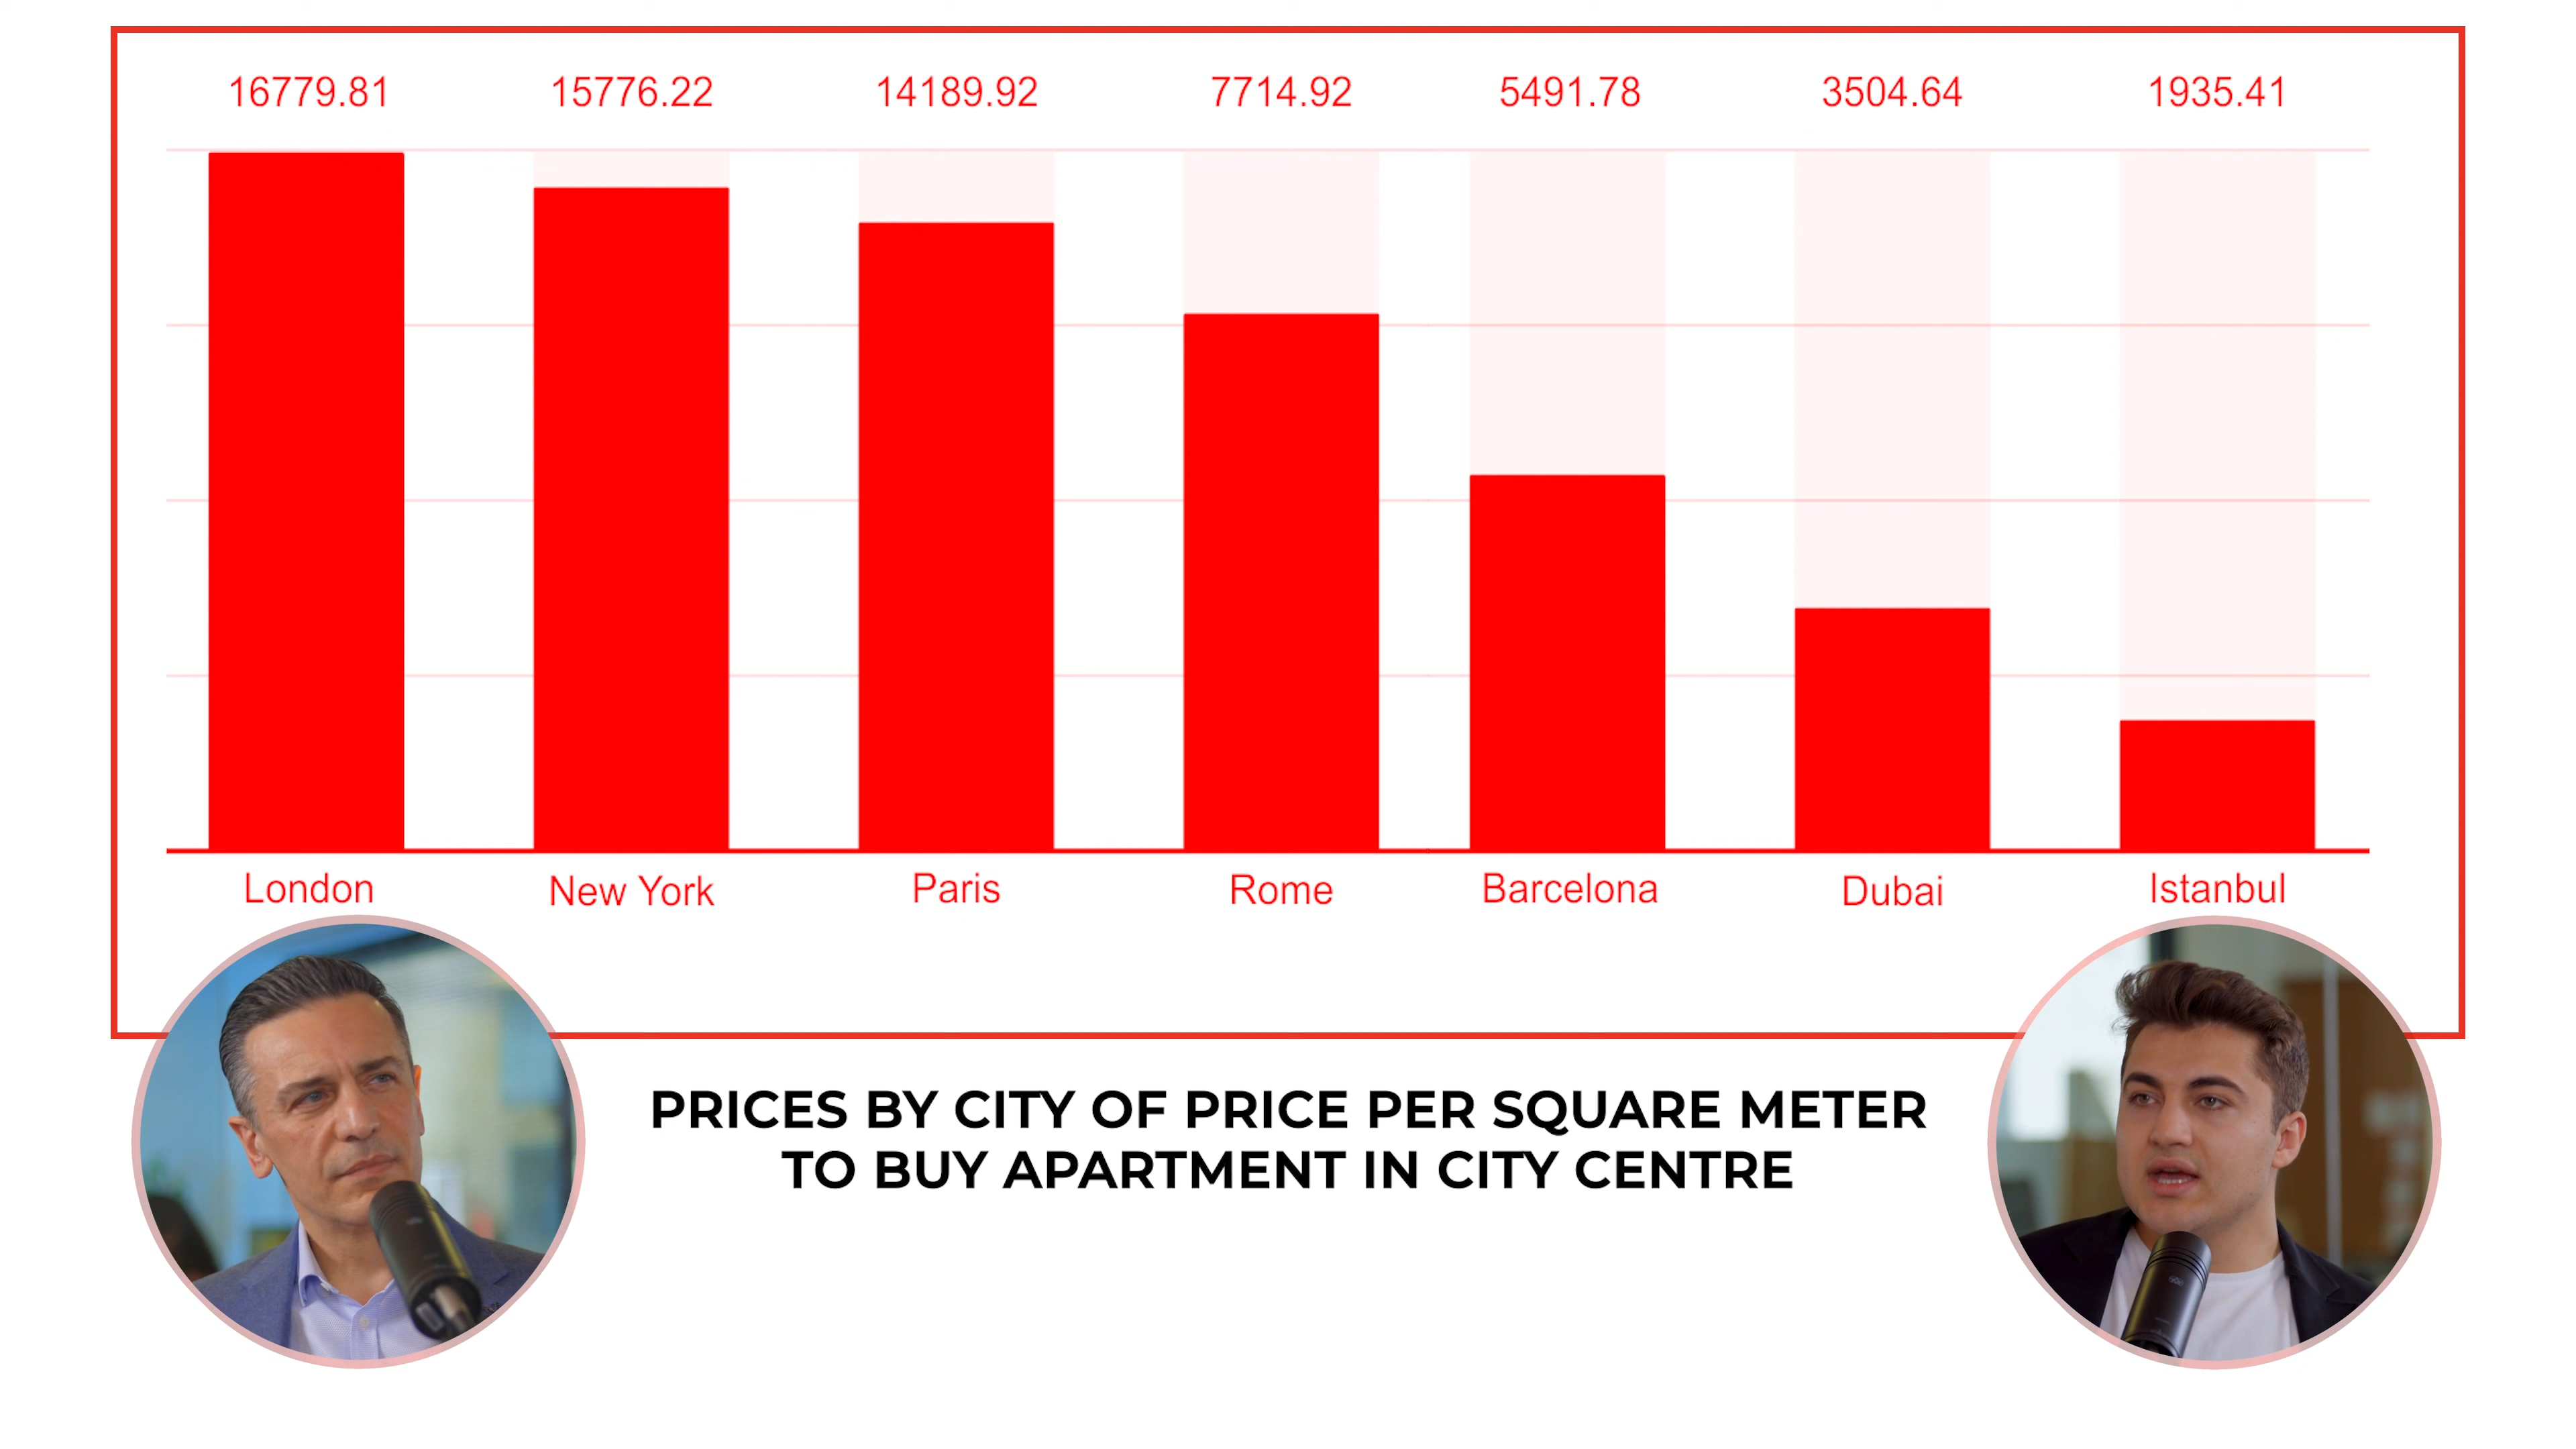 16779.81 15776.22 14189.92 7714.92 5491.78 3504.64 1935.41
London New York Paris Rome Barcelona Dubai Istanbul
PRICES BY CITY OF PRICE PER SQUARE METER
TO BUY APARTMENT IN CITY CENTRE